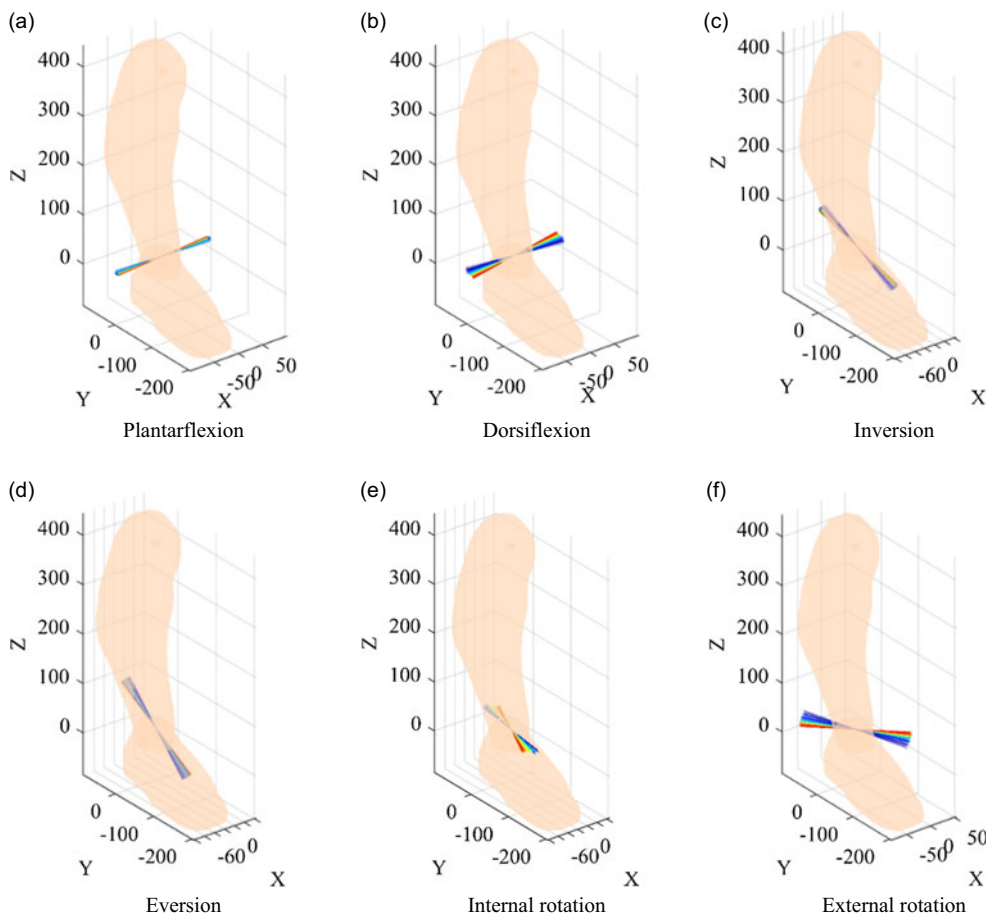 (a)
400
300
200
100
0
Z
0
-100
-200
Y
-50
0
50
X
Plantarflexion
(b)
400
300
200
100
0
Z
0
-100
-200
Y
-50
0
50
X
Dorsiflexion
(c)
400
300
200
100
0
Z
0
-100
-200
Y
-60
0
X
Inversion
(d)
400
300
200
100
0
Z
0
-100
-200
Y
-60
0
X
Eversion
(e)
400
300
200
100
0
Z
0
-100
-200
Y
-60
0
X
Internal rotation
(f)
400
300
200
100
0
Z
0
-100
-200
Y
-50
0
50
X
External rotation